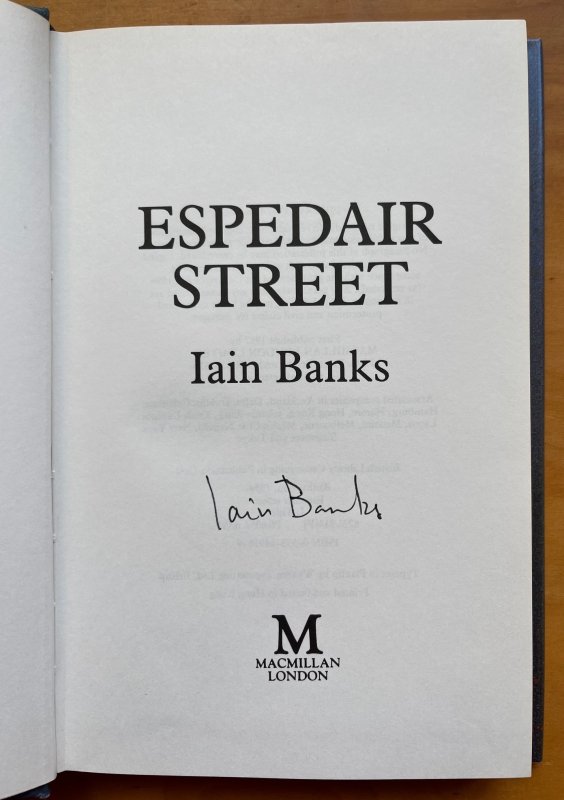 ESPEDAIR
STREET
Iain Banks
Iain Banks
M
MACMILLAN
LONDON